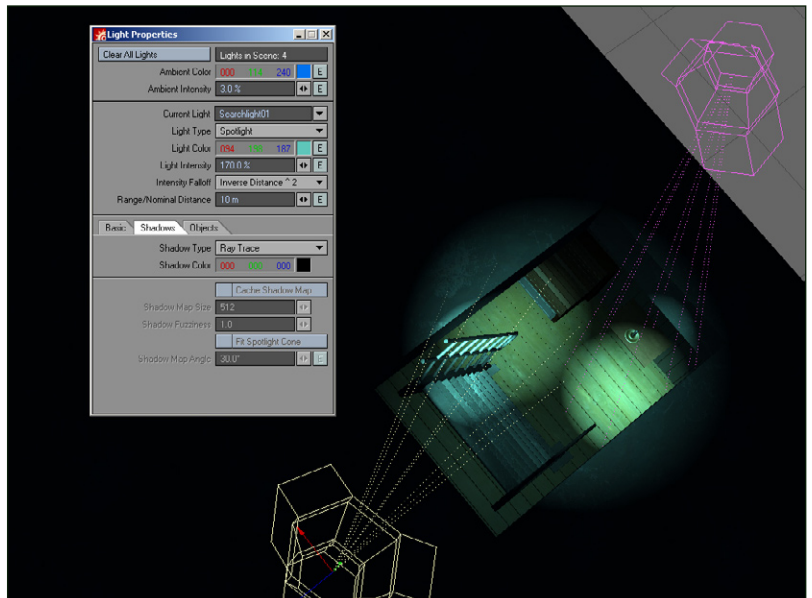 Light Properties
Clear All Lights Lights in Scene: 4
Ambient Color 000 240 E
Ambient Intensity 3.0 % E
Current Light Searchlight01
Light Type Spotlight
Light Color 094 187 E
Light Intensity 170.0 % E
Intensity Falloff Inverse Distance ^ 2
Range/Nominal Distance 10 m E
Basic Shadows Objects
Shadow Type Ray Trace
Shadow Color 000 000 000
Cache Shadow Map
Shadow Map Size 512
Shadow Fuzziness 1.0
Fit Spotlight Cone
Shadow Map Angle 30.0° E